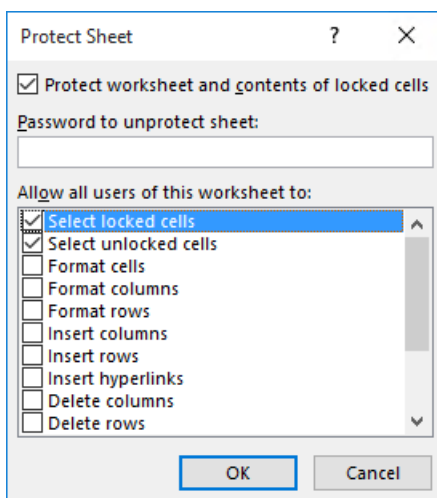 Protect Sheet ?
Protect worksheet and contents of locked cells
Password to unprotect sheet:
Allow all users of this worksheet to:
Select locked cells
Select unlocked cells
Format cells
Format columns
Format rows
Insert columns
Insert rows
Insert hyperlinks
Delete columns
Delete rows
OK Cancel